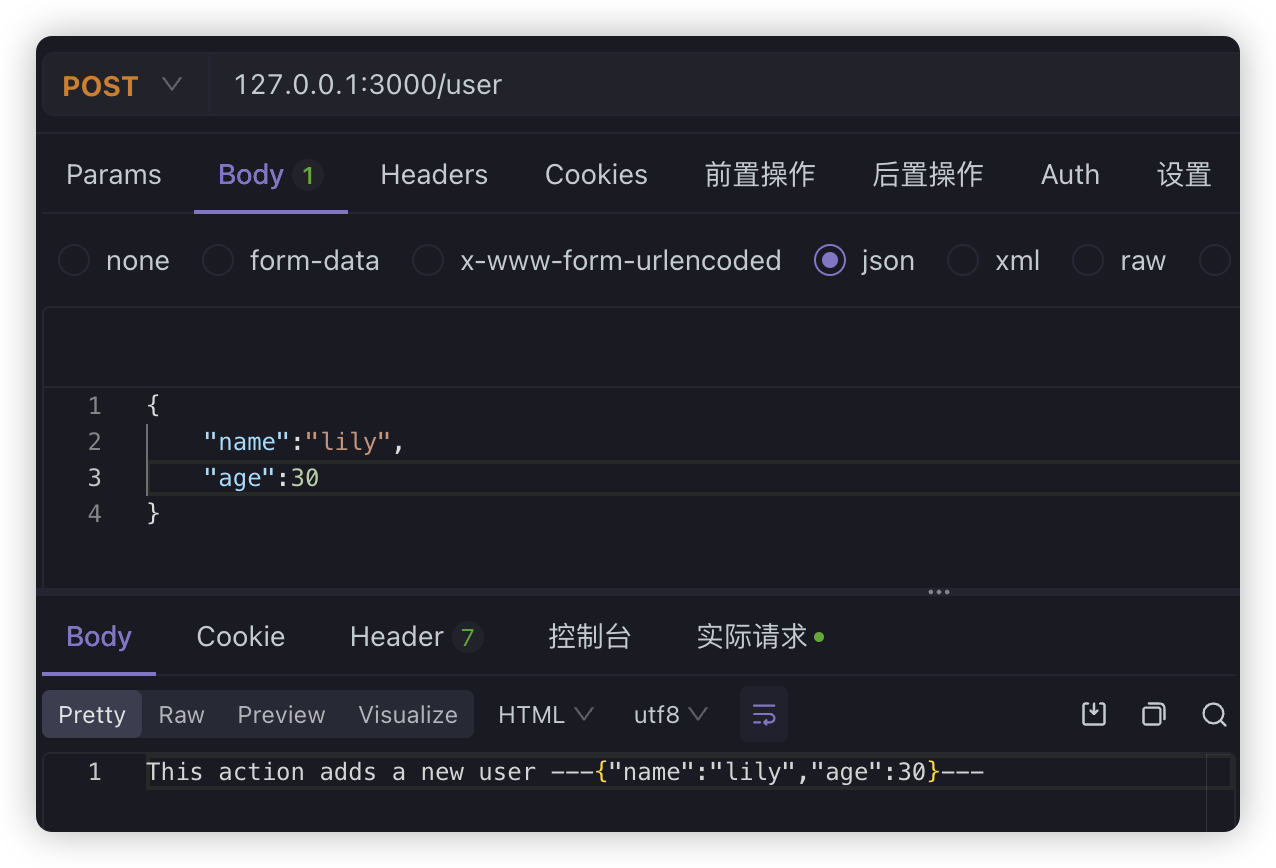 POST 127.0.0.1:3000/user
Params Body 1 Headers Cookies 前置操作 后置操作 Auth 设置
none form-data x-www-form-urlencoded json xml raw
1 {
2 "name":"lily",
3 "age":30
4 }
Body Cookie Header 7 控制台 实际请求
Pretty Raw Preview Visualize HTML utf8
1 This action adds a new user ---{"name":"lily","age":30}---